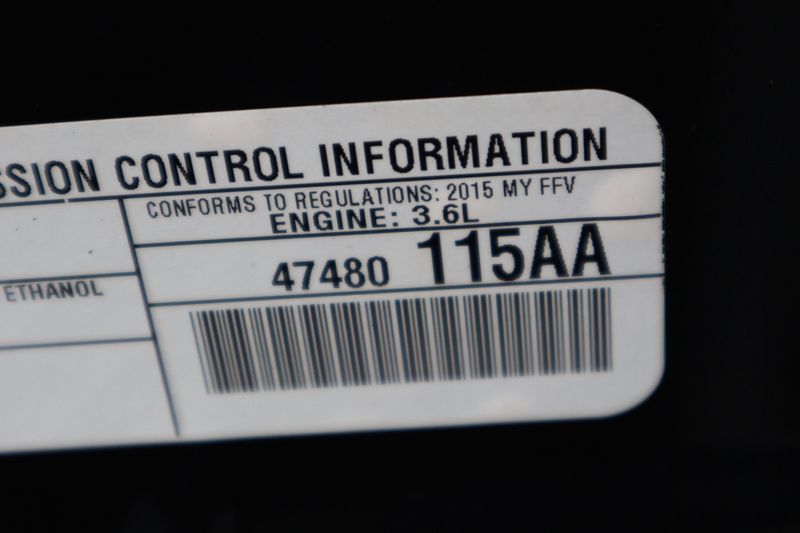 SSION CONTROL INFORMATION
CONFORMS TO REGULATIONS: 2015 MY FFV
ENGINE: 3.6L
47480 115AA
ETHANOL